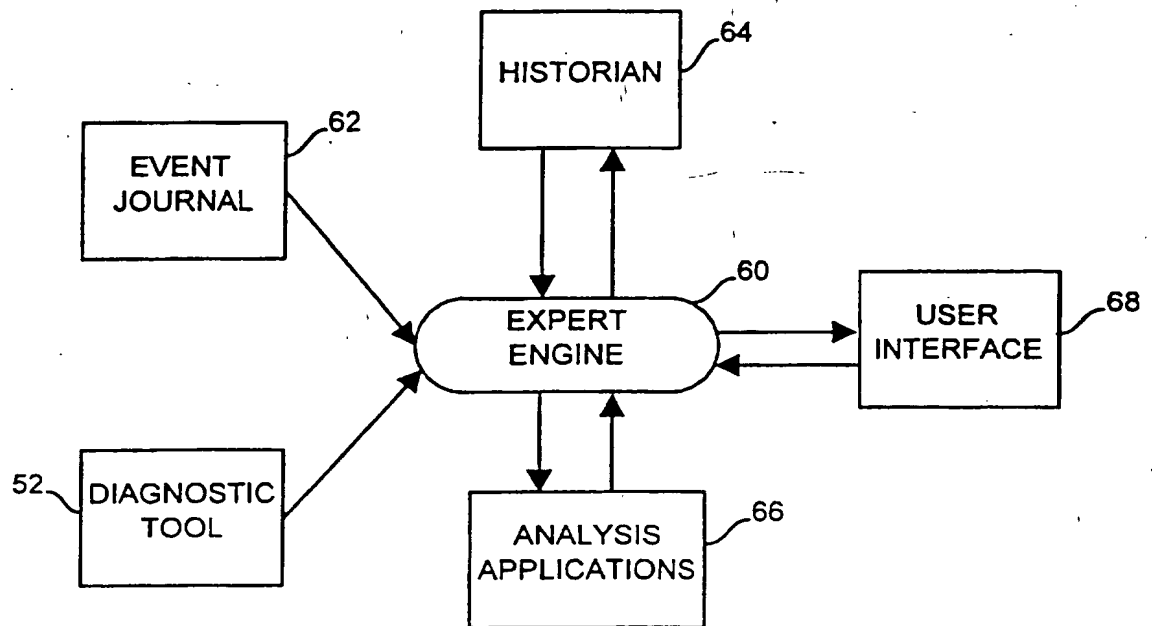 64
HISTORIAN
62
EVENT
JOURNAL
60
EXPERT
ENGINE
USER
INTERFACE
68
52
DIAGNOSTIC
TOOL
66
ANALYSIS
APPLICATIONS